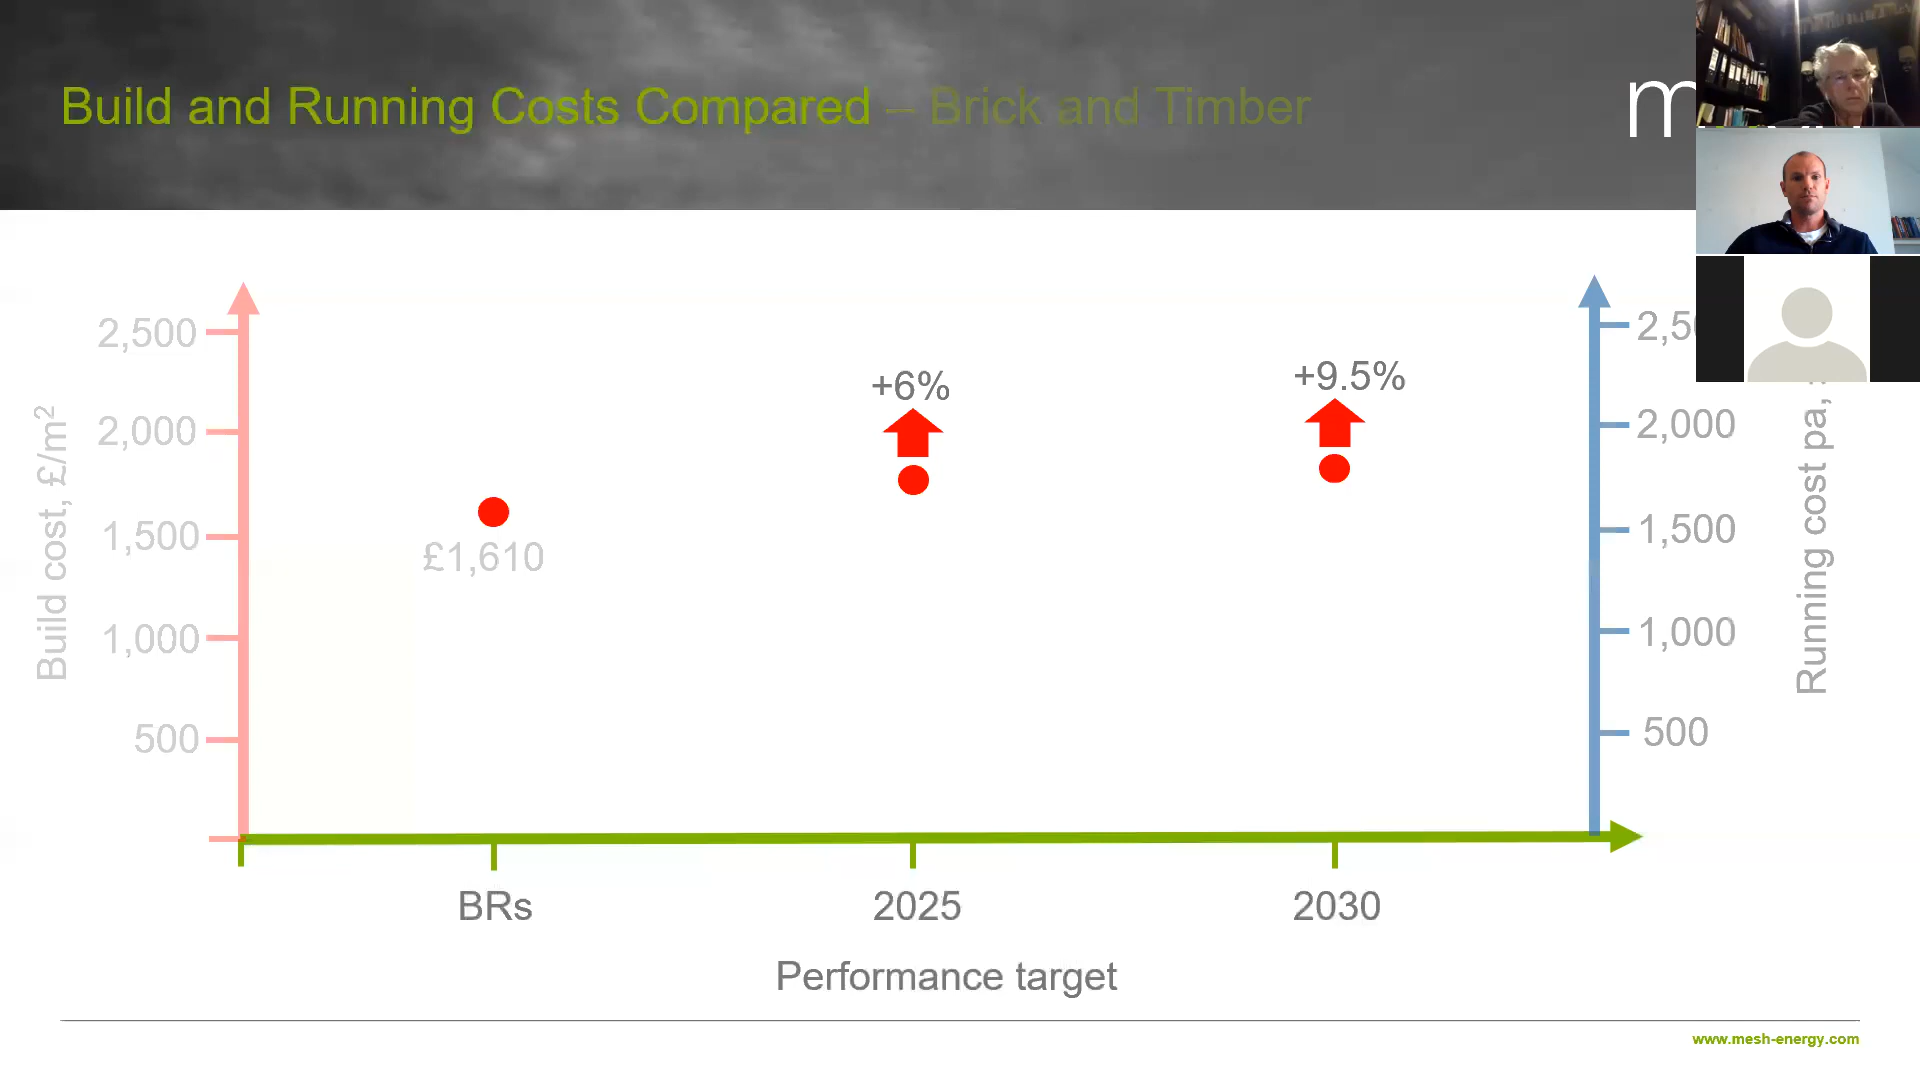 Build and Running Costs Compared – Brick and Timber
m
2,500
2,000
1,500
1,000
500
Build cost, £/m²
£1,610
+6%
+9.5%
2,000
1,500
1,000
500
Running cost pa,
BRs
2025
2030
Performance target
www.mesh-energy.com